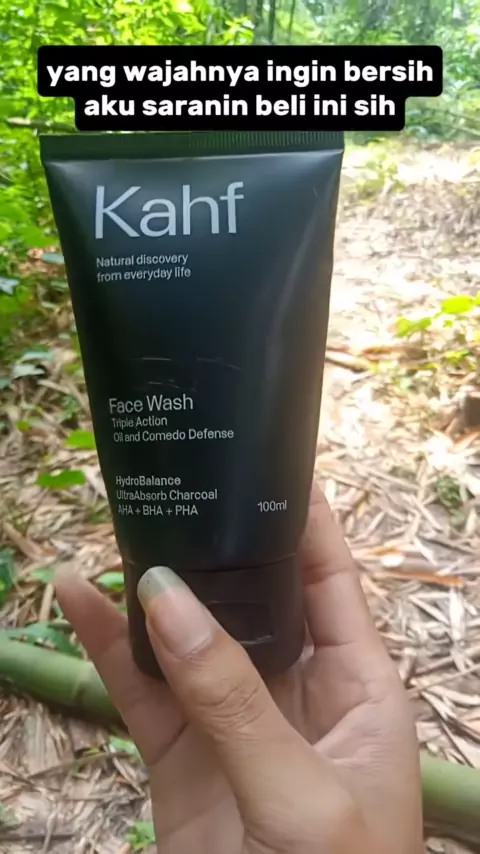 yang wajahnya ingin bersih
aku saranin beli ini sih
Kahf
Natural discovery
from everyday life
Face Wash
Triple Action
Oil and Comedo Defense
HydroBalance
UltraAbsorb Charcoal
AHA + BHA + PHA
100ml